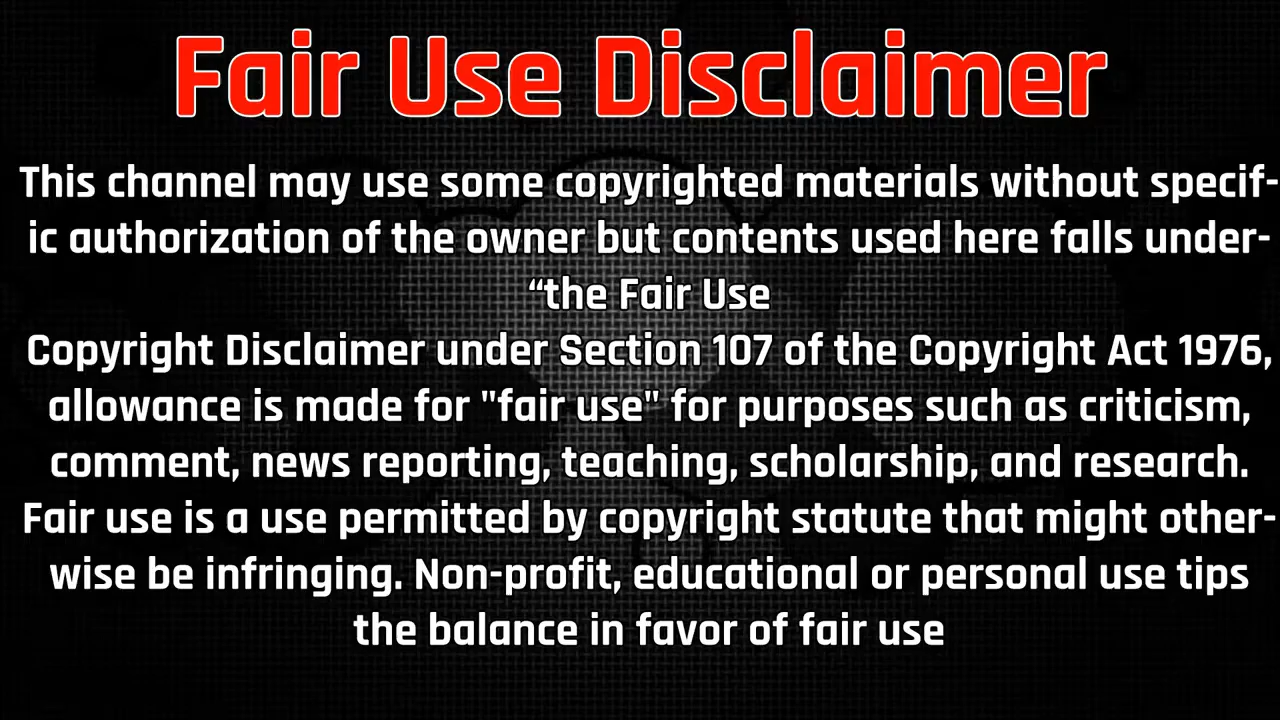 Fair Use Disclaimer
This channel may use some copyrighted materials without specif-
ic authorization of the owner but contents used here falls under-
“the Fair Use
Copyright Disclaimer under Section 107 of the Copyright Act 1976,
allowance is made for "fair use" for purposes such as criticism,
comment, news reporting, teaching, scholarship, and research.
Fair use is a use permitted by copyright statute that might other-
wise be infringing. Non-profit, educational or personal use tips
the balance in favor of fair use